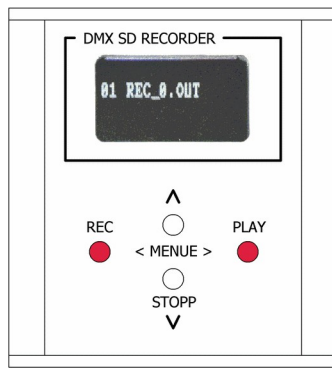 DMX SD RECORDER
01 REC_0.OUT
REC
PLAY
< MENUE >
STOPP